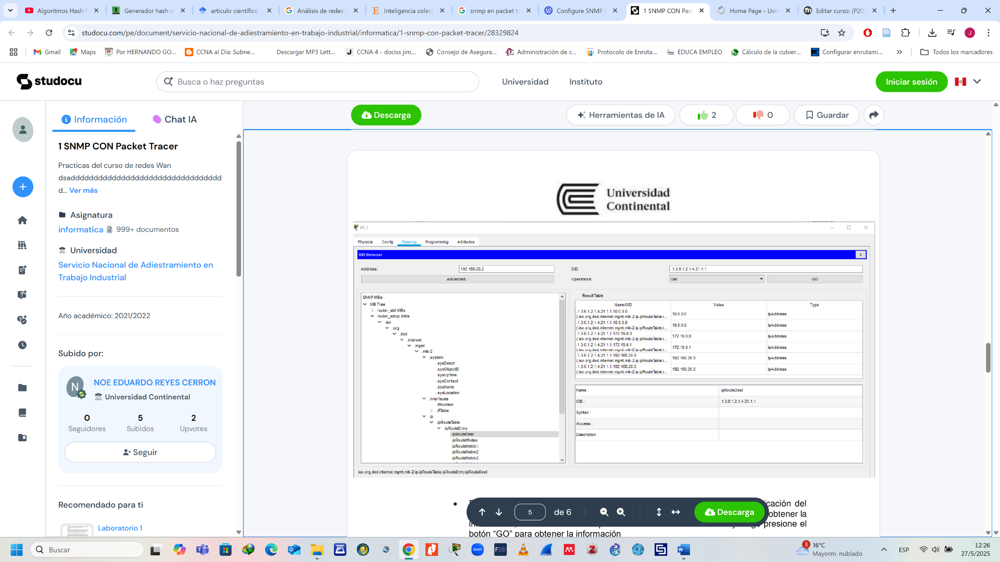 Algoritmos Hash f
Generador hash o
articulo científico
Análisis de redes y
Inteligencia colect
snmp en packet tr
Configure SNMP
1 SNMP CON Pac
Home Page - Uvir
Editar curso: (P202
studocu.com/pe/document/servicio-nacional-de-adiestramiento-en-trabajo-industrial/informatica/1-snmp-con-packet-tracer/28329824
J
Gmail
Maps
Por HERNANDO GO...
CCNA al Día: Subne...
Descargar MP3 Lett...
CCNA 4 - dociss jim...
Consejo de Asegura...
Administración de c...
Protocolo de Enruta...
EDUCA EMPLEO
Cálculo de la cubier...
Configurar enrutami...
Todos los marcadores
studocu
Busca o haz preguntas
Universidad
Instituto
Iniciar sesión
Información
Chat IA
Descarga
Herramientas de IA
2
0
Guardar
1 SNMP CON Packet Tracer
Practicas del curso de redes Wan
dsaddddddddddddddddddddddddddddddddd
d... Ver más
Asignatura
informatica 999+ documentos
Universidad
Servicio Nacional de Adiestramiento en
Trabajo Industrial
Año académico: 2021/2022
Subido por:
N
NOE EDUARDO REYES CERRON
Universidad Continental
0 5 2
Seguidores Subidos Upvotes
Seguir
Recomendado para ti
Laboratorio 1
Universidad
Continental
PC1
Physical Config Desktop Programming Attributes
MIB Browser X
Address: 192.168.20.2 OID: .1.3.6.1.2.1.4.21.1.1
Advanced... Operations: Get GO
SNMP MIBs
MIB Tree
router_std MIBs
router_advip MIBs
.iso
.org
.dod
.internet
.mgmt
.mib-2
.system
.sysDescr
.sysObjectID
.sysUpTime
.sysContact
.sysName
.sysLocation
.interfaces
.ifNumber
.ifTable
.ip
.ipRouteTable
.ipRouteEntry
.ipRouteDest
.ipRouteIfIndex
.ipRouteMetric1
.ipRouteMetric2
.ipRouteMetric3
.iso.org.dod.internet.mgmt.mib-2.ip.ipRouteTable.ipRouteEntry.ipRouteDest
Result Table
Name/OID Value Type
.1.3.6.1.2.1.4.21.1.1.10.0.0.0
(.iso.org.dod.internet.mgmt.mib-2.ip.ipRouteTable.i... 10.0.0.0 IpAddress
.1.3.6.1.2.1.4.21.1.1.10.0.0.0
(.iso.org.dod.internet.mgmt.mib-2.ip.ipRouteTable.i... 10.0.0.0 IpAddress
.1.3.6.1.2.1.4.21.1.1.172.19.0.0
(.iso.org.dod.internet.mgmt.mib-2.ip.ipRouteTable.i... 172.19.0.0 IpAddress
.1.3.6.1.2.1.4.21.1.1.172.19.0.1
(.iso.org.dod.internet.mgmt.mib-2.ip.ipRouteTable.i... 172.19.0.1 IpAddress
.1.3.6.1.2.1.4.21.1.1.192.168.20.0
(.iso.org.dod.internet.mgmt.mib-2.ip.ipRouteTable.i... 192.168.20.0 IpAddress
.1.3.6.1.2.1.4.21.1.1.192.168.20.2
(.iso.org.dod.internet.mgmt.mib-2.ip.ipRouteTable.i... 192.168.20.2 IpAddress
Name : .ipRouteDest
OID : .1.3.6.1.2.1.4.21.1.1
Syntax :
Access :
Description :
icación del
obtener la
presione el
botón “GO” para obtener la información
5 de 6
Descarga
Buscar
zoom
3
16°C
Mayorm. nublado
ESP
12:26
27/5/2025